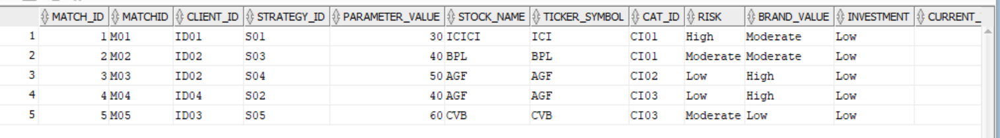 MATCH_ID MATCHID CLIENT_ID STRATEGY_ID PARAMETER_VALUE STOCK_NAME TICKER_SYMBOL CAT_ID RISK BRAND_VALUE INVESTMENT CURRENT_
1 1 M01 ID01 S01 30 ICICI ICI CI01 High Moderate Low
2 2 M02 ID02 S03 40 BPL BPL CI01 Moderate Moderate Low
3 3 M03 ID02 S04 50 AGF AGF CI02 Low High Low
4 4 M04 ID04 S02 40 AGF AGF CI03 Low High Low
5 5 M05 ID03 S05 60 CVB CVB CI03 Moderate Low Low